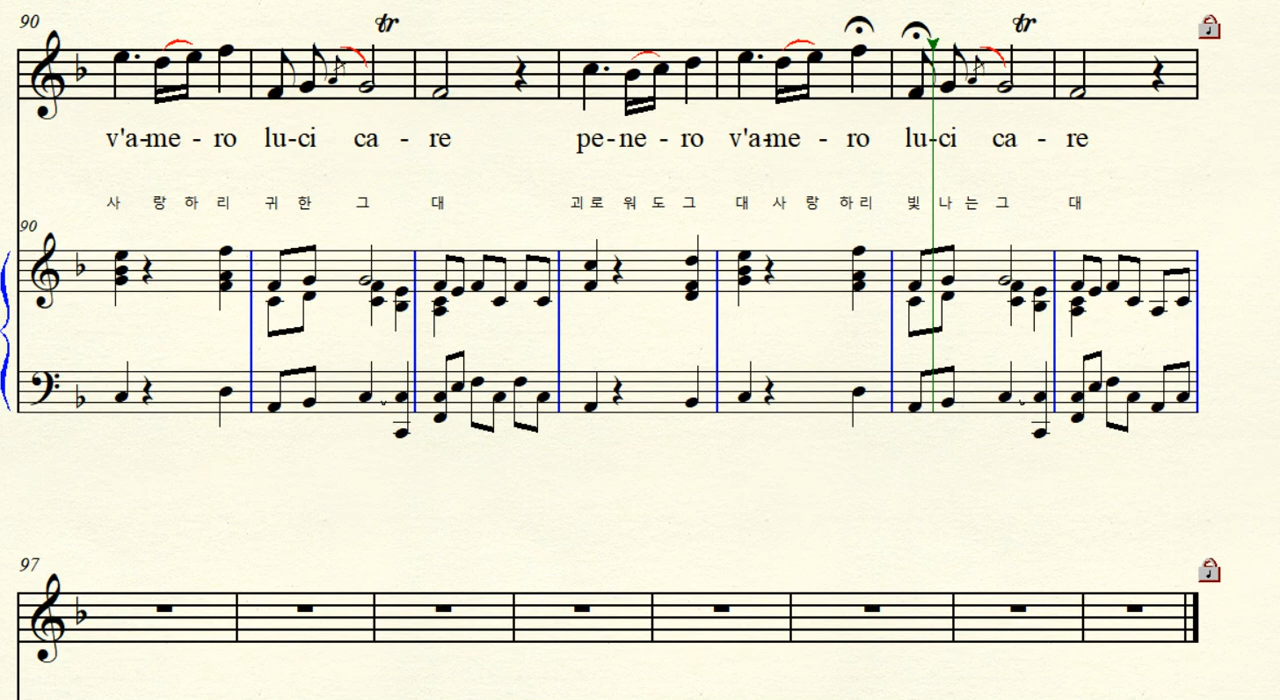 90
tr tr
v'a-me - ro lu-ci ca - re pe-ne - ro v'a-me - ro lu-ci ca - re
사 랑 하 리 귀 한 그 대 괴 로 워 도 그 대 사 랑 하 리 빛 나 는 그 대
90
97